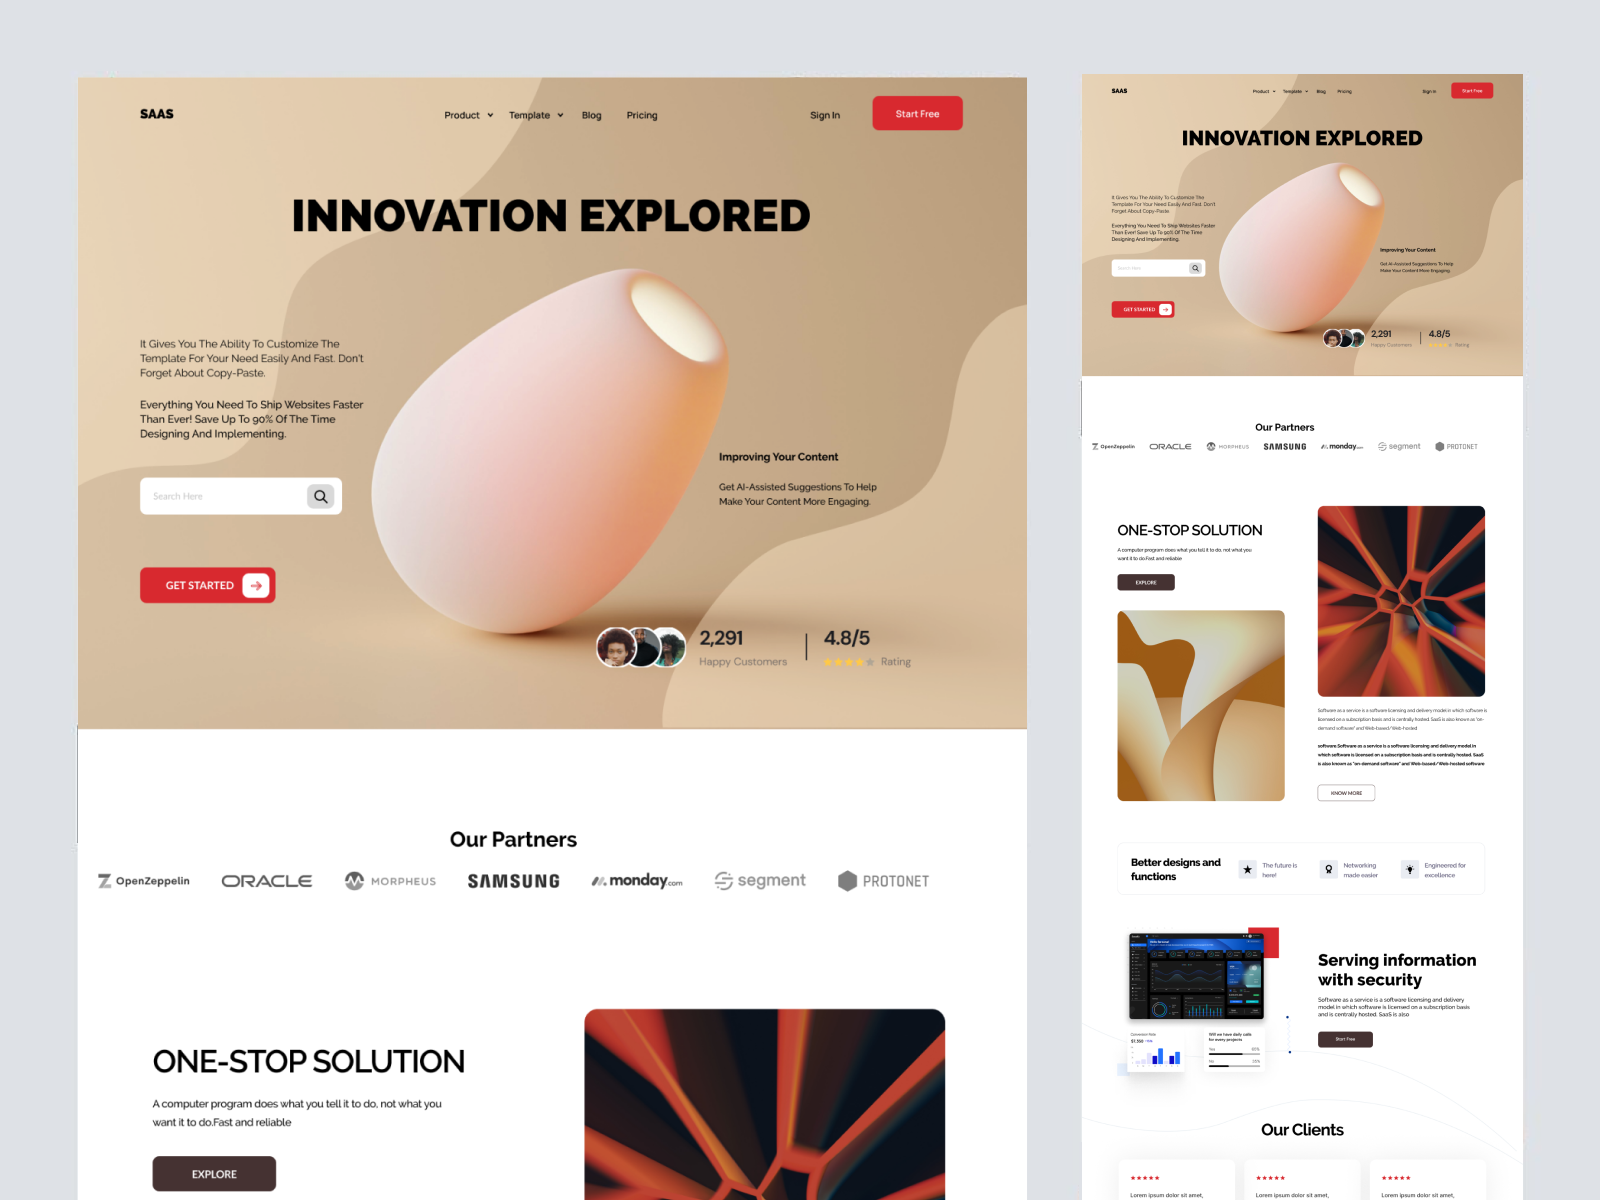 SAAS
Product
Template
Blog
Pricing
Sign In
Start Free
INNOVATION EXPLORED
It Gives You The Ability To Customize The
Template For Your Need Easily And Fast. Don't
Forget About Copy-Paste.
Everything You Need To Ship Websites Faster
Than Ever! Save Up To 90% Of The Time
Designing And Implementing.
Search Here
GET STARTED
Improving Your Content
Get AI-Assisted Suggestions To Help
Make Your Content More Engaging.
2,291
Happy Customers
4.8/5
Rating
Our Partners
OpenZeppelin
ORACLE
MORPHEUS
SAMSUNG
monday.com
segment
PROTONET
ONE-STOP SOLUTION
A computer program does what you tell it to do, not what you
want it to do.Fast and reliable
EXPLORE
SAAS
Product
Template
Blog
Pricing
Sign In
Start Free
INNOVATION EXPLORED
It Gives You The Ability To Customize The
Template For Your Need Easily And Fast. Don't
Forget About Copy-Paste.
Everything You Need To Ship Websites Faster
Than Ever! Save Up To 90% Of The Time
Designing And Implementing.
Search Here
GET STARTED
Improving Your Content
Get AI-Assisted Suggestions To Help
Make Your Content More Engaging.
2,291
Happy Customers
4.8/5
Rating
Our Partners
OpenZeppelin
ORACLE
MORPHEUS
SAMSUNG
monday.com
segment
PROTONET
ONE-STOP SOLUTION
A computer program does what you tell it to do, not what you
want it to do.Fast and reliable
EXPLORE
Software as a service is a software licensing and delivery model in which software is
licensed on a subscription basis and is centrally hosted. SaaS is also known as "on-
demand software" and Web-based/Web-hosted
software.Software as a service is a software licensing and delivery model in
which software is licensed on a subscription basis and is centrally hosted. SaaS
is also known as "on-demand software" and Web-based/Web-hosted software
KNOW MORE
Better designs and
functions
The future is
here!
Networking
made easier
Engineered for
excellence
Serving information
with security
Software as a service is a software licensing and delivery
model in which software is licensed on a subscription basis
and is centrally hosted. SaaS is also
Start Free
Conversion Rate
Will we have daily calls
for every projects
Yes
No
Our Clients
Lorem ipsum dolor sit amet,
Lorem ipsum dolor sit amet,
Lorem ipsum dolor sit amet,